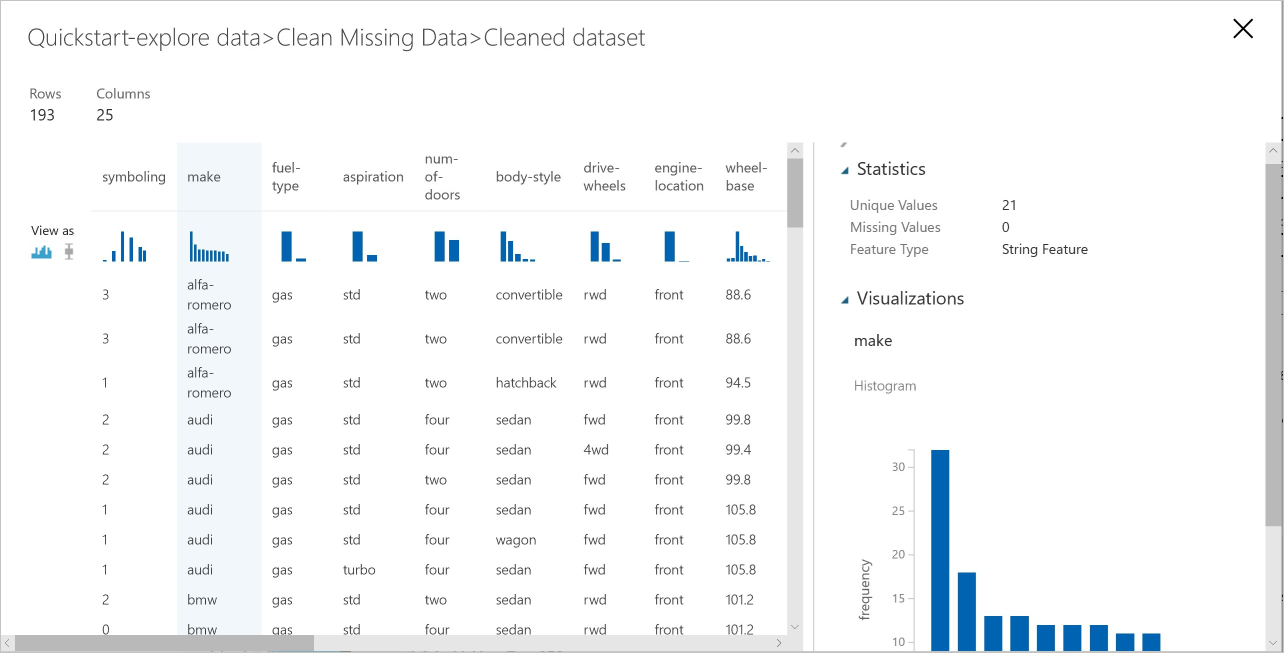 Quickstart-explore data>Clean Missing Data>Cleaned dataset
Rows Columns
193 25
symboling make fuel-type aspiration num-of-doors body-style drive-wheels engine-location wheel-base
View as
3 alfa-romero gas std two convertible rwd front 88.6
3 alfa-romero gas std two convertible rwd front 88.6
1 alfa-romero gas std two hatchback rwd front 94.5
2 audi gas std four sedan fwd front 99.8
2 audi gas std four sedan 4wd front 99.4
2 audi gas std two sedan fwd front 99.8
1 audi gas std four sedan fwd front 105.8
1 audi gas std four wagon fwd front 105.8
1 audi gas turbo four sedan fwd front 105.8
2 bmw gas std two sedan rwd front 101.2
0 bmw gas std four sedan rwd front 101.2
Statistics
Unique Values 21
Missing Values 0
Feature Type String Feature
Visualizations
make
Histogram
30
25
20
15
10
frequency